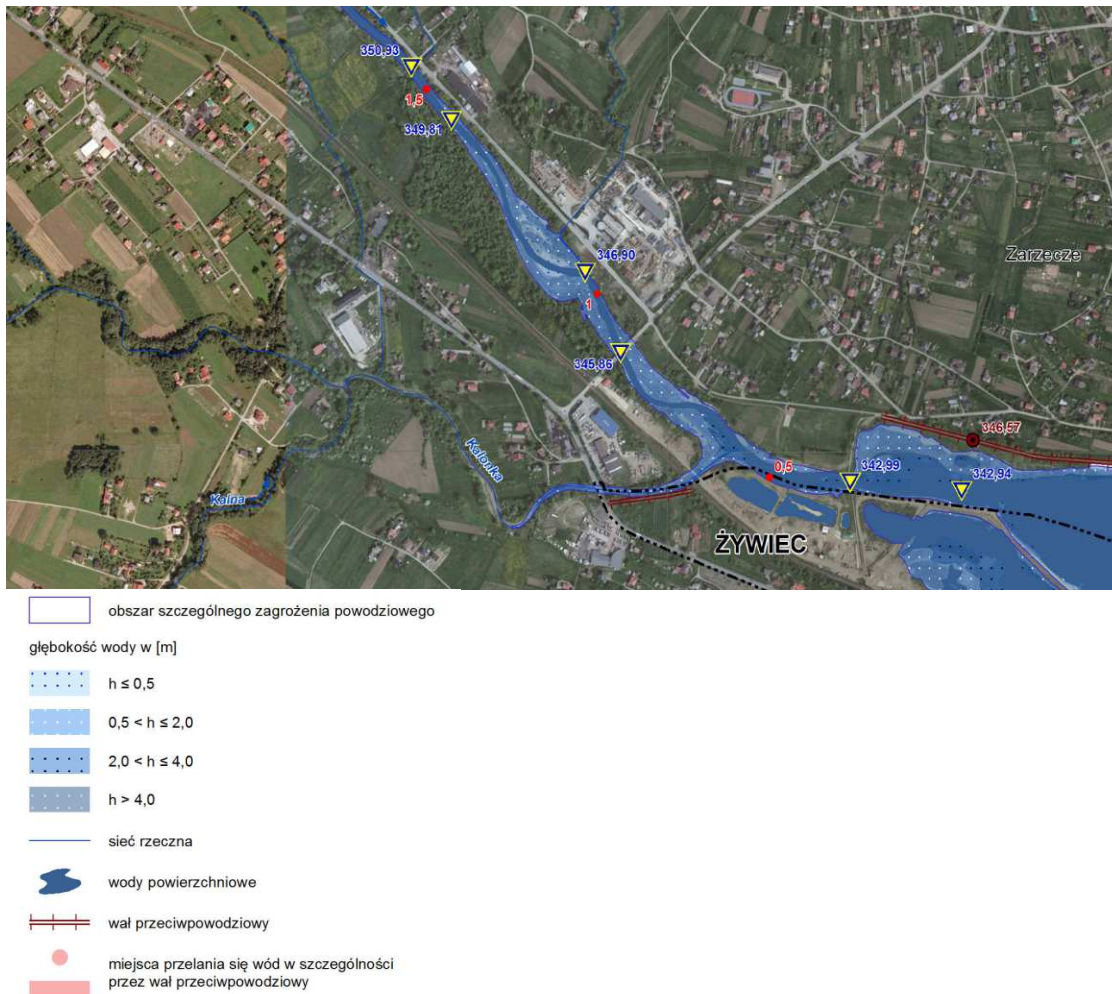 350,93
1,5
349,81
346,90
Zarzecze
1
345,86
346,57
Kalonka
0,5
342,99
342,94
Kalna
ŻYWIEC
obszar szczególnego zagrożenia powodziowego
głębokość wody w [m]
h ≤ 0,5
0,5 < h ≤ 2,0
2,0 < h ≤ 4,0
h > 4,0
sieć rzeczna
wody powierzchniowe
wał przeciwpowodziowy
miejsca przelania się wód w szczególności
przez wał przeciwpowodziowy